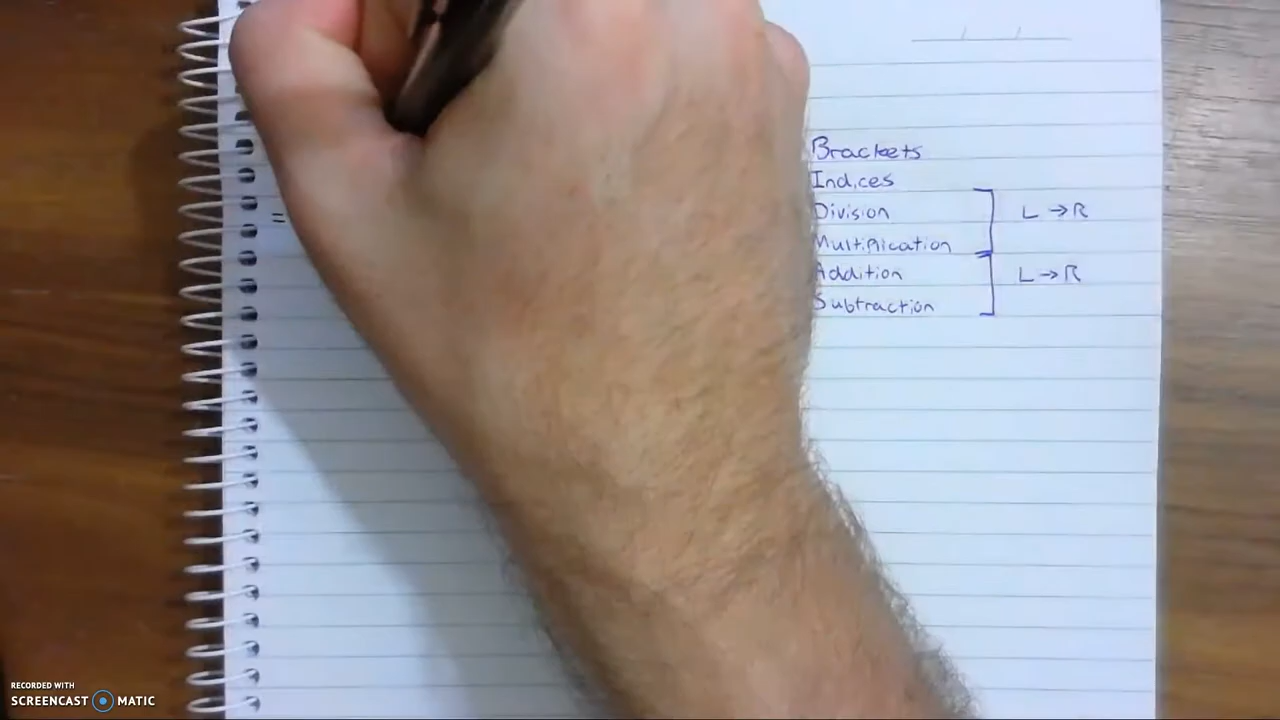 Brackets
Indices
Division L → R
Multiplication
Addition L → R
Subtraction
=
RECORDED WITH
SCREENCAST MATIC